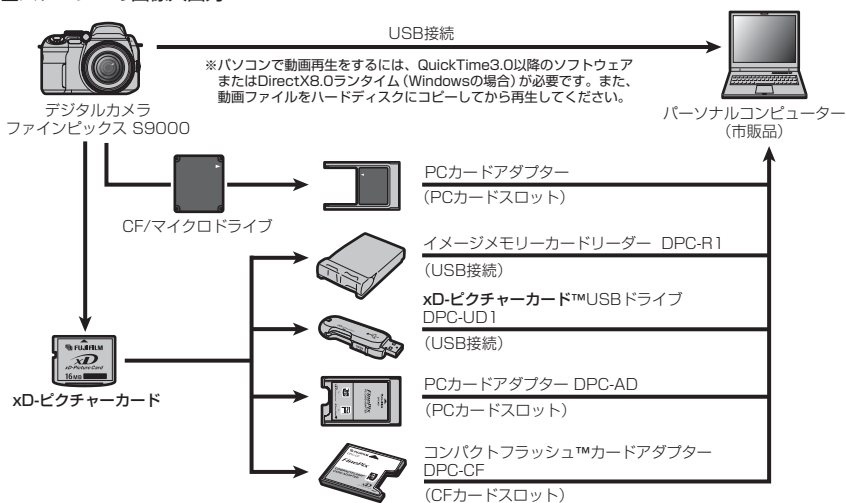 USB接続
※パソコンで動画再生をするには、QuickTime3.0以降のソフトウェア
またはDirectX8.0ランタイム（Windowsの場合）が必要です。また、
動画ファイルをハードディスクにコピーしてから再生してください。
デジタルカメラ
ファインピックス S9000
パーソナルコンピューター
（市販品）
CF/マイクロドライブ
PCカードアダプター
（PCカードスロット）
イメージメモリーカードリーダー DPC-R1
（USB接続）
xD-ピクチャーカード™USBドライブ
DPC-UD1
（USB接続）
FUJIFILM
xD
xD-Picture Card
16MB
xD-ピクチャーカード
PCカードアダプター DPC-AD
（PCカードスロット）
FinePix
コンパクトフラッシュ™カードアダプター
DPC-CF
（CFカードスロット）